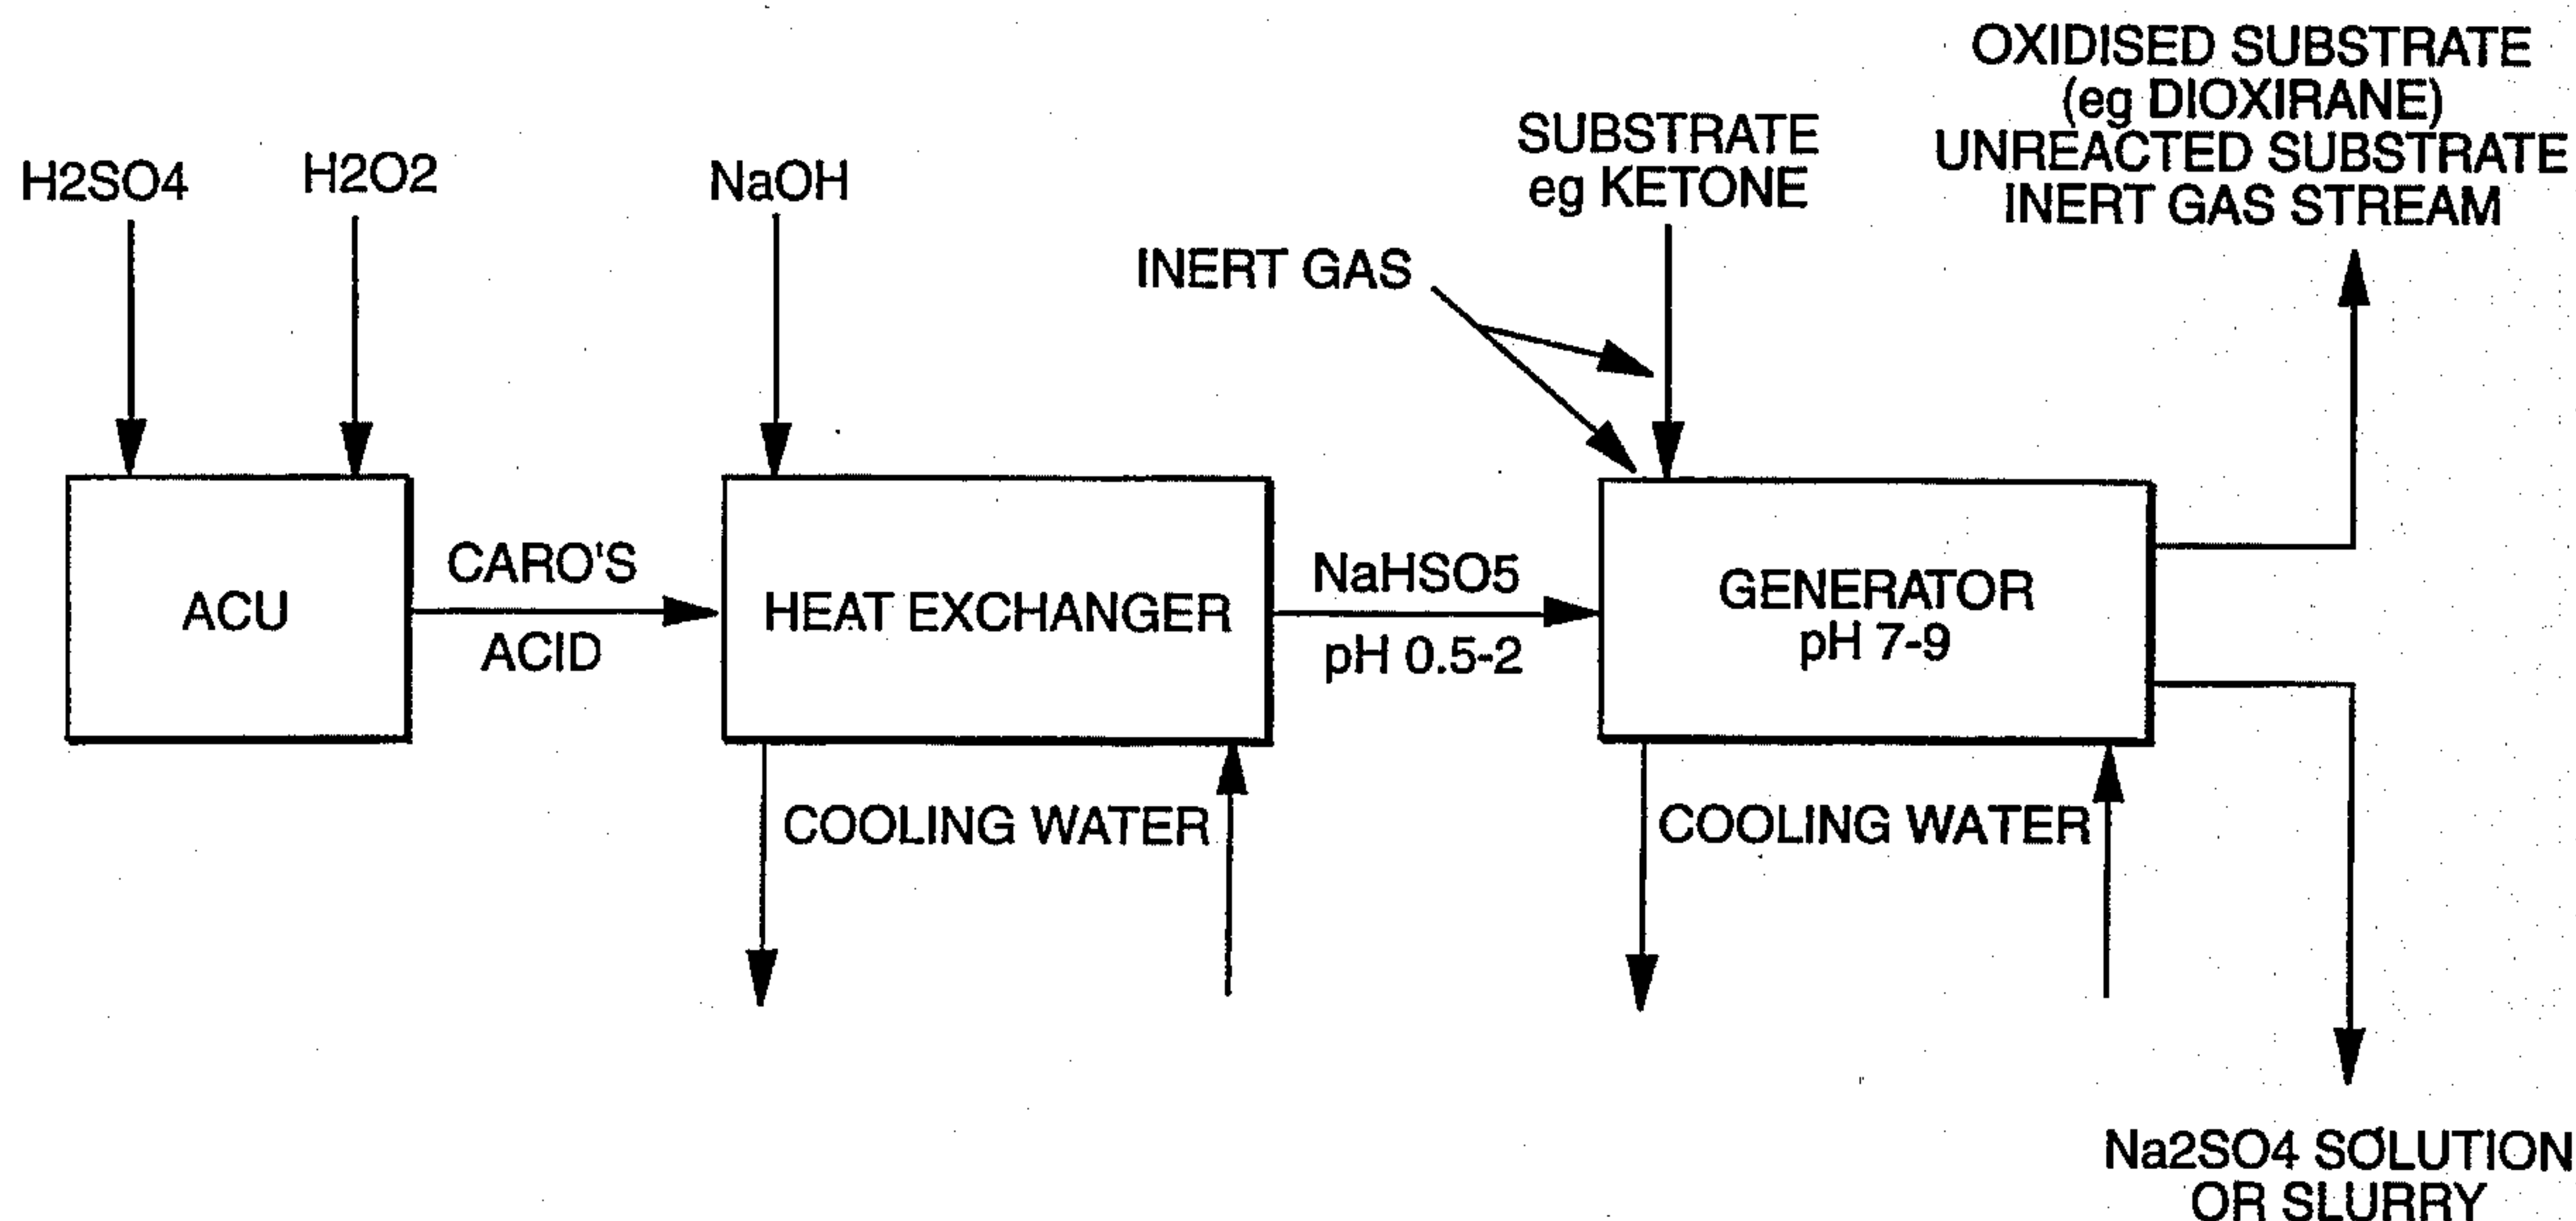 OXIDISED SUBSTRATE
(eg DIOXIRANE)
UNREACTED SUBSTRATE
INERT GAS STREAM
SUBSTRATE
eg KETONE
H2SO4
H2O2
NaOH
INERT GAS
ACU
CARO'S
ACID
HEAT EXCHANGER
NaHSO5
pH 0.5-2
GENERATOR
pH 7-9
COOLING WATER
COOLING WATER
Na2SO4 SOLUTION
OR SLURRY